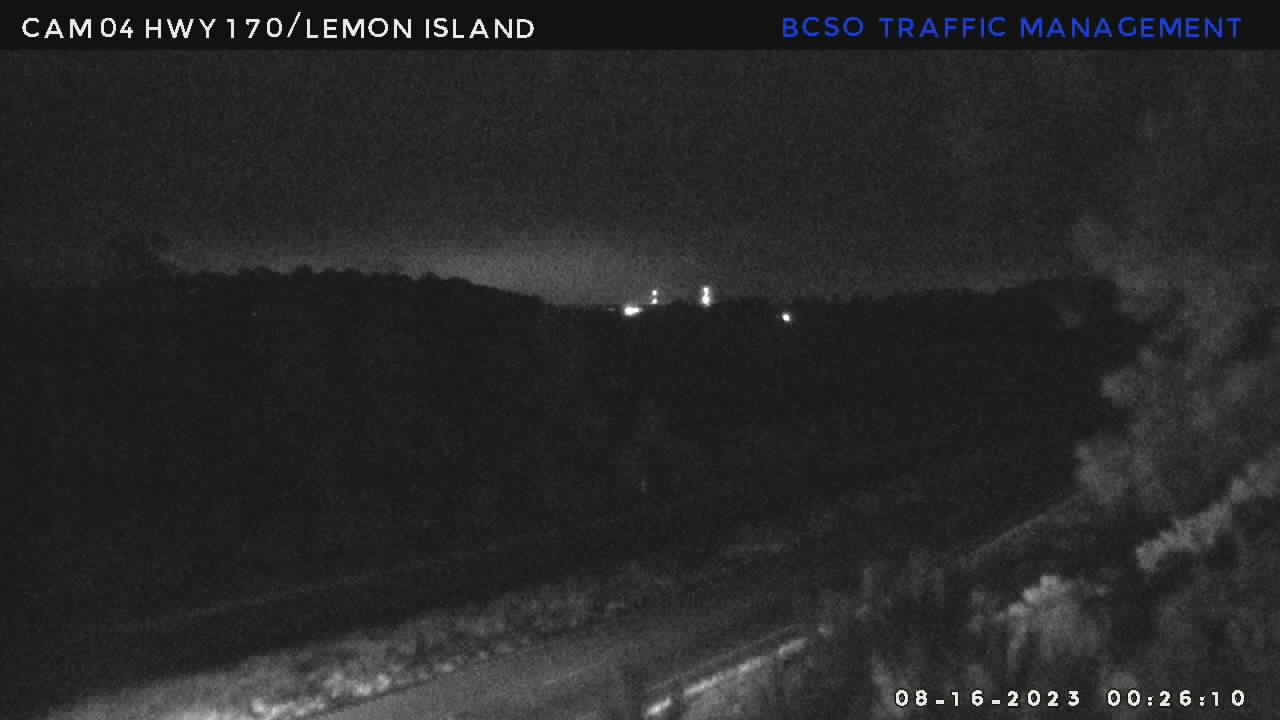 CAM04 HWY 170/LEMON ISLAND
BCSO TRAFFIC MANAGEMENT
08-16-2023 00:26:10